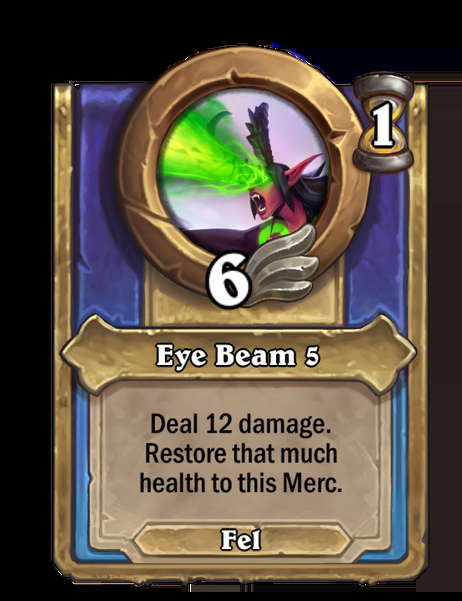 1
6
Eye Beam 5
Deal 12 damage.
Restore that much
health to this Merc.
Fel